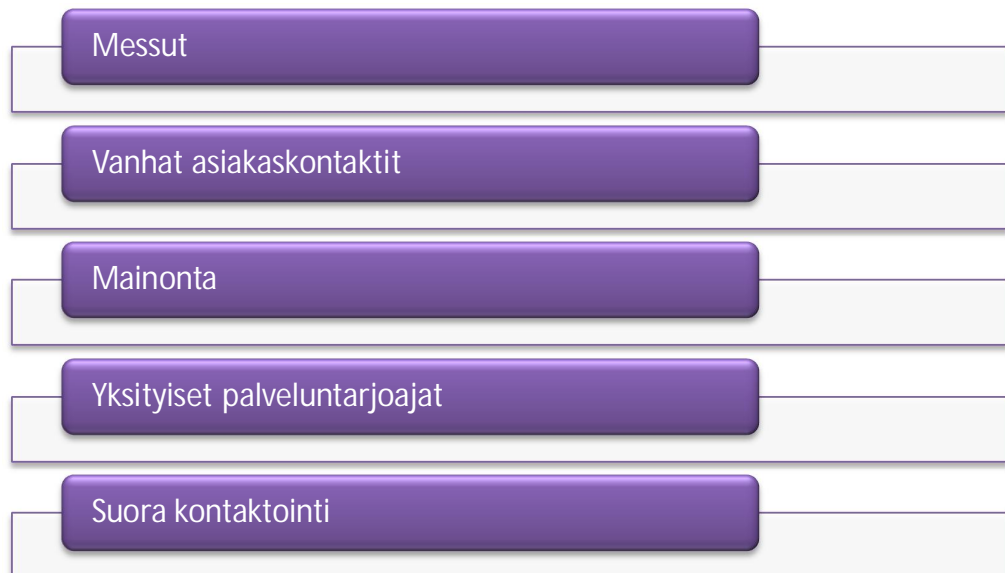 Messut
Vanhat asiakaskontaktit
Mainonta
Yksityiset palveluntarjoajat
Suora kontaktointi